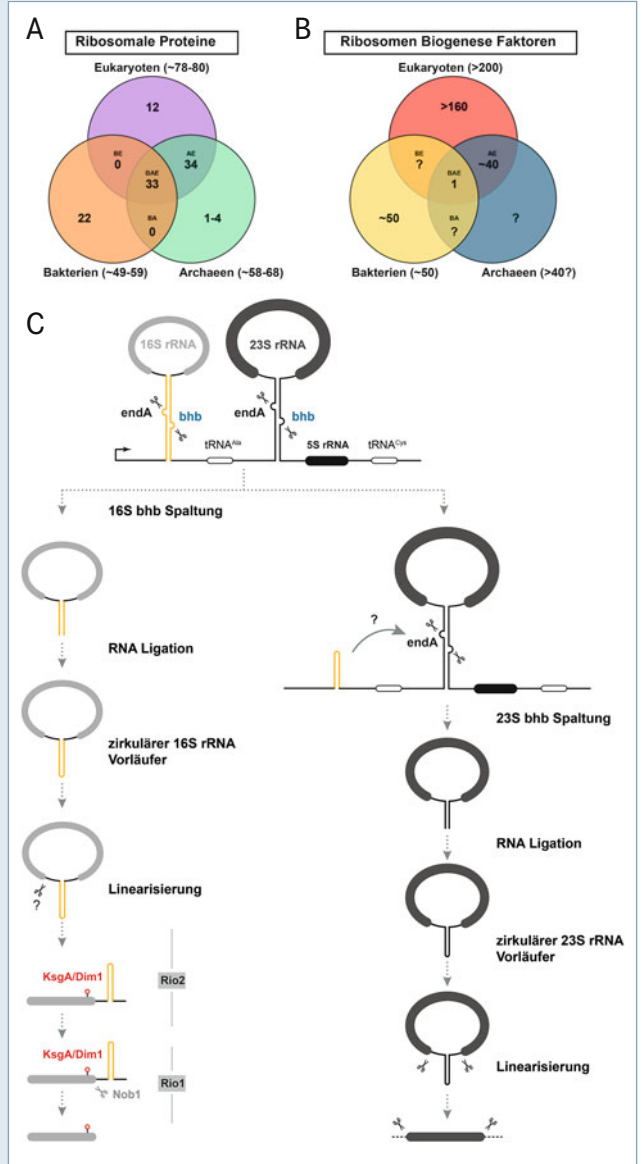 A
Ribosomale Proteine
Eukaryoten (~78-80)
12
BE
0
AE
34
BAE
33
22
BA
0
1-4
Bakterien (~49-59)
Archaeen (~58-68)
B
Ribosomen Biogenese Faktoren
Eukaryoten (>200)
>160
BE
?
AE
~40
BAE
1
~50
BA
?
?
Bakterien (~50)
Archaeen (>40?)
C
16S rRNA
23S rRNA
endA
bhb
endA
bhb
tRNAᴬˡᵃ
5S rRNA
tRNAᶜʸˢ
16S bhb Spaltung
RNA Ligation
zirkulärer 16S rRNA
Vorläufer
Linearisierung
?
KsgA/Dim1
Rio2
KsgA/Dim1
Nob1
Rio1
?
endA
23S bhb Spaltung
RNA Ligation
zirkulärer 23S rRNA
Vorläufer
Linearisierung